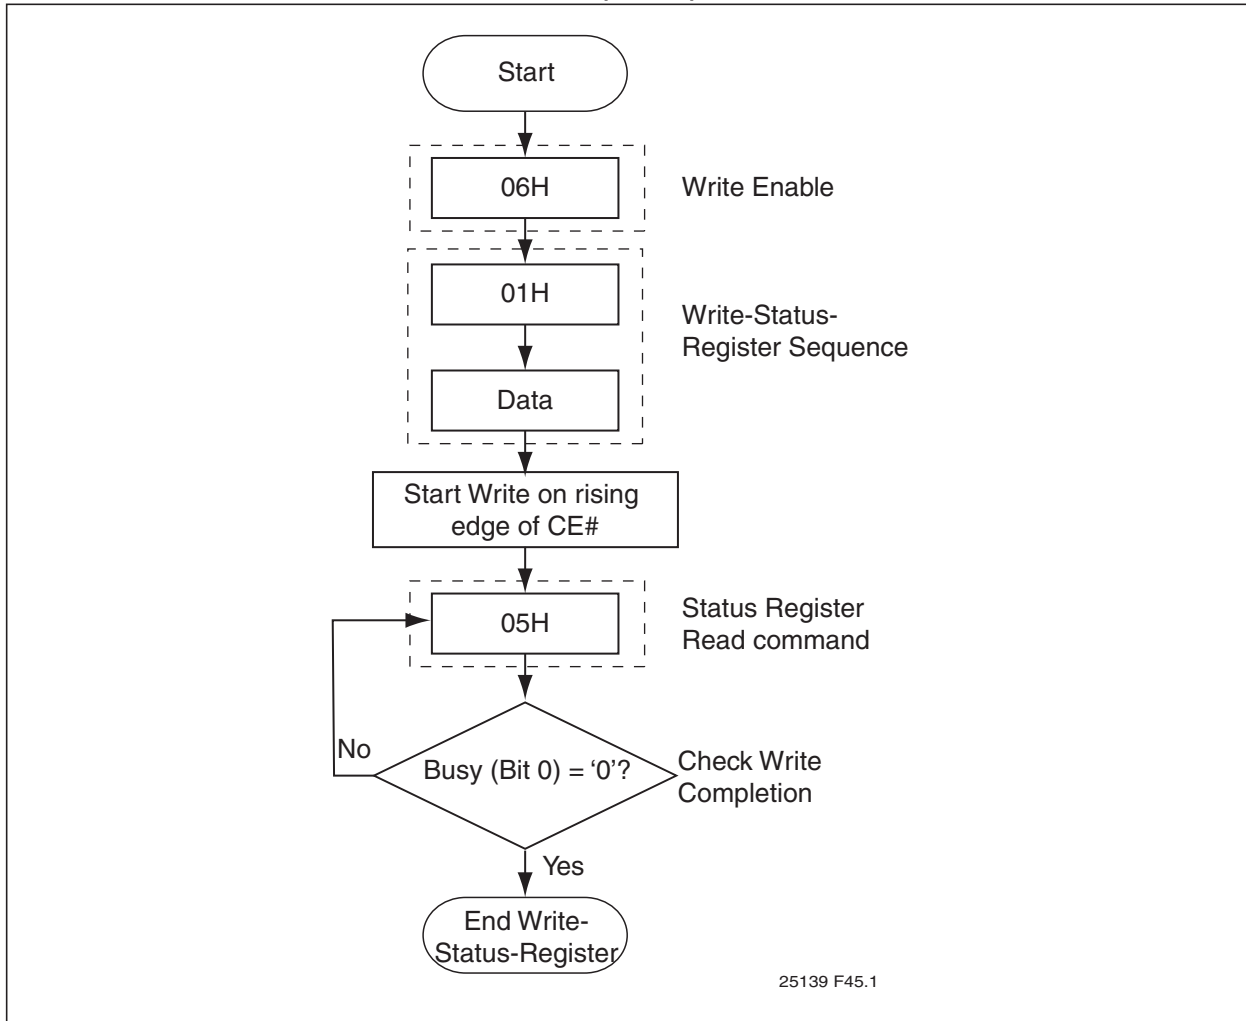 Start
06H
Write Enable
01H
Write-Status-
Register Sequence
Data
Start Write on rising
edge of CE#
05H
Status Register
Read command
No
Busy (Bit 0) = ‘0’?
Check Write
Completion
Yes
End Write-
Status-Register
25139 F45.1